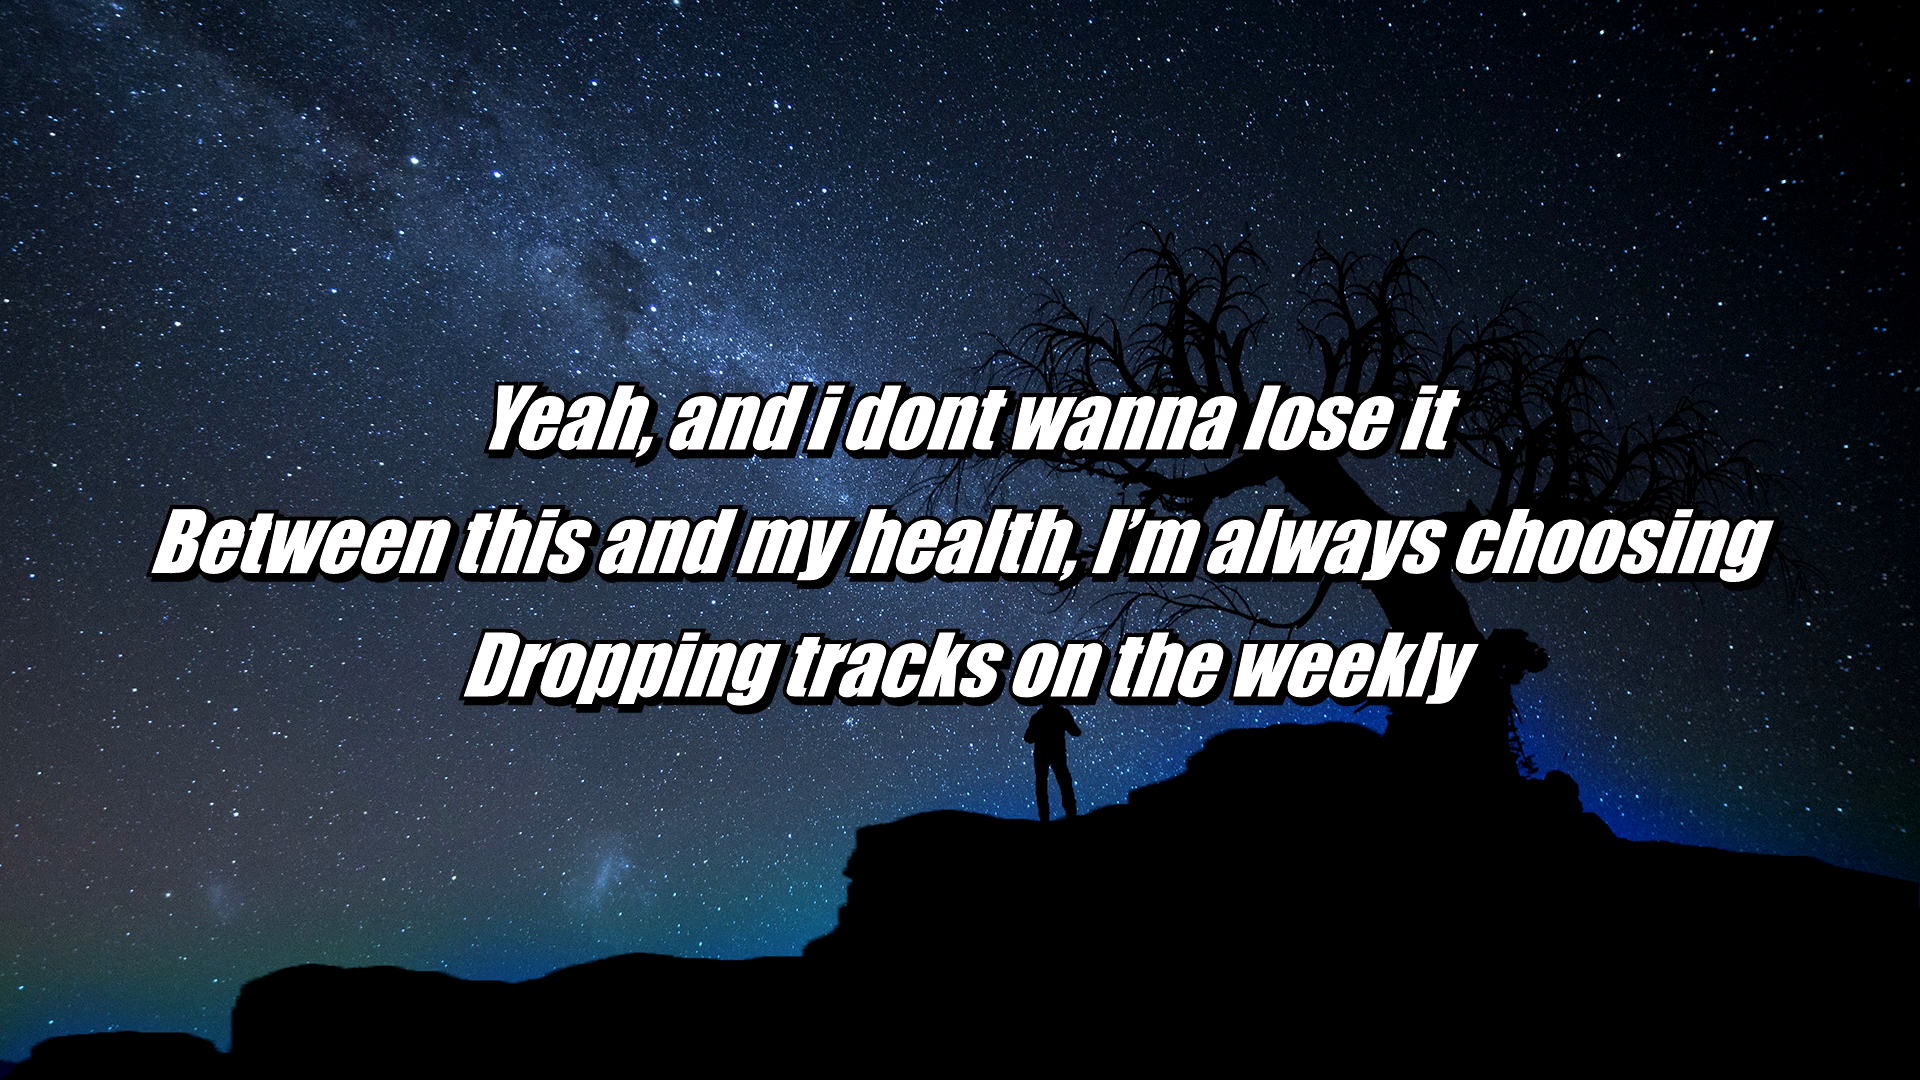 Yeah, and i dont wanna lose it
Between this and my health, I’m always choosing
Dropping tracks on the weekly